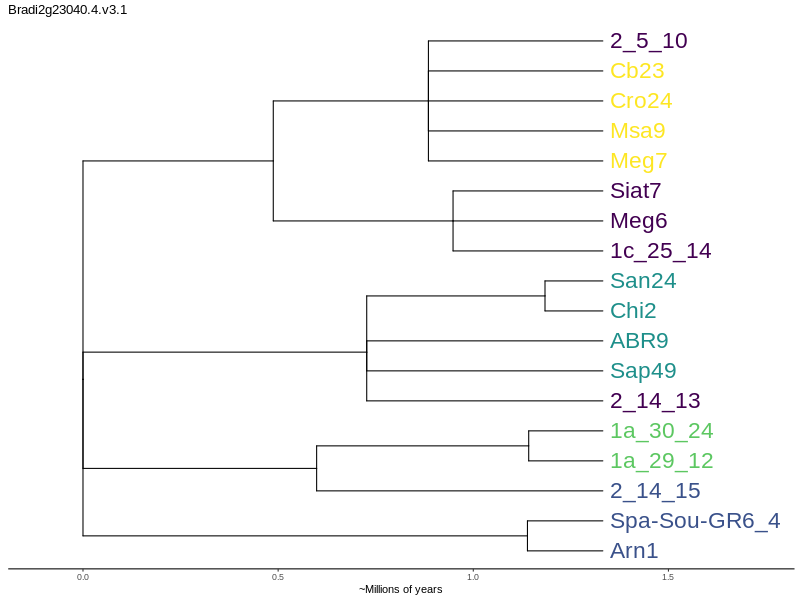 Bradi2g23040.4.v3.1
2_5_10
Cb23
Cro24
Msa9
Meg7
Siat7
Meg6
1c_25_14
San24
Chi2
ABR9
Sap49
2_14_13
1a_30_24
1a_29_12
2_14_15
Spa-Sou-GR6_4
Arn1
0.0 0.5 1.0 1.5
~Millions of years